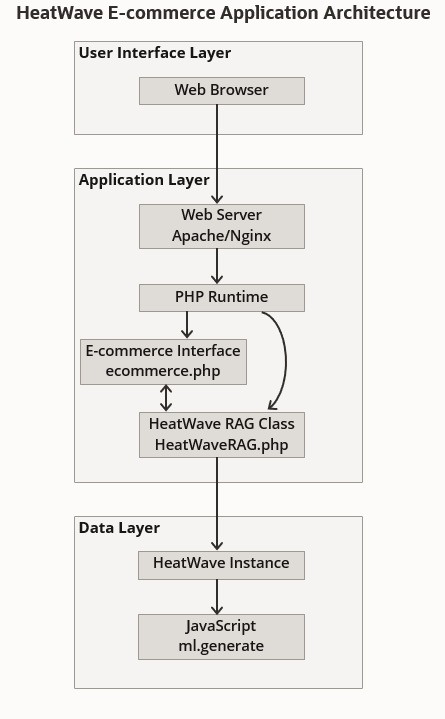 HeatWave E-commerce Application Architecture
User Interface Layer
Web Browser
Application Layer
Web Server
Apache/Nginx
PHP Runtime
E-commerce Interface
ecommerce.php
HeatWave RAG Class
HeatWaveRAG.php
Data Layer
HeatWave Instance
JavaScript
ml.generate